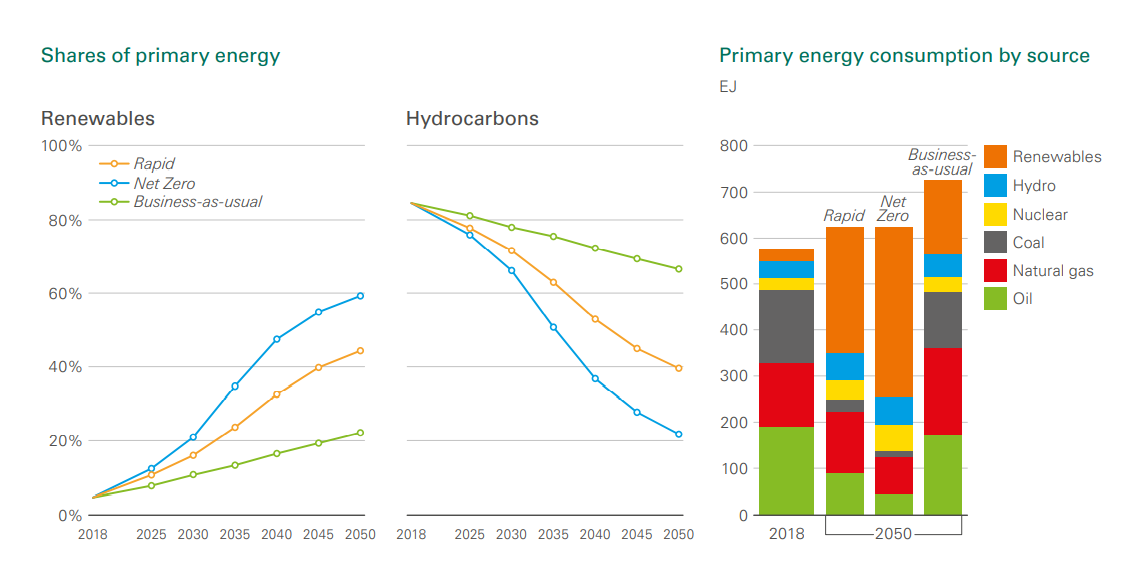 Shares of primary energy
Renewables
100%
80%
60%
40%
20%
0%
Rapid
Net Zero
Business-as-usual
2018 2025 2030 2035 2040 2045 2050
Hydrocarbons
2018 2025 2030 2035 2040 2045 2050
Primary energy consumption by source
EJ
800
700
600
500
400
300
200
100
0
Rapid
Net
Zero
Business-
as-usual
2018
2050
Renewables
Hydro
Nuclear
Coal
Natural gas
Oil